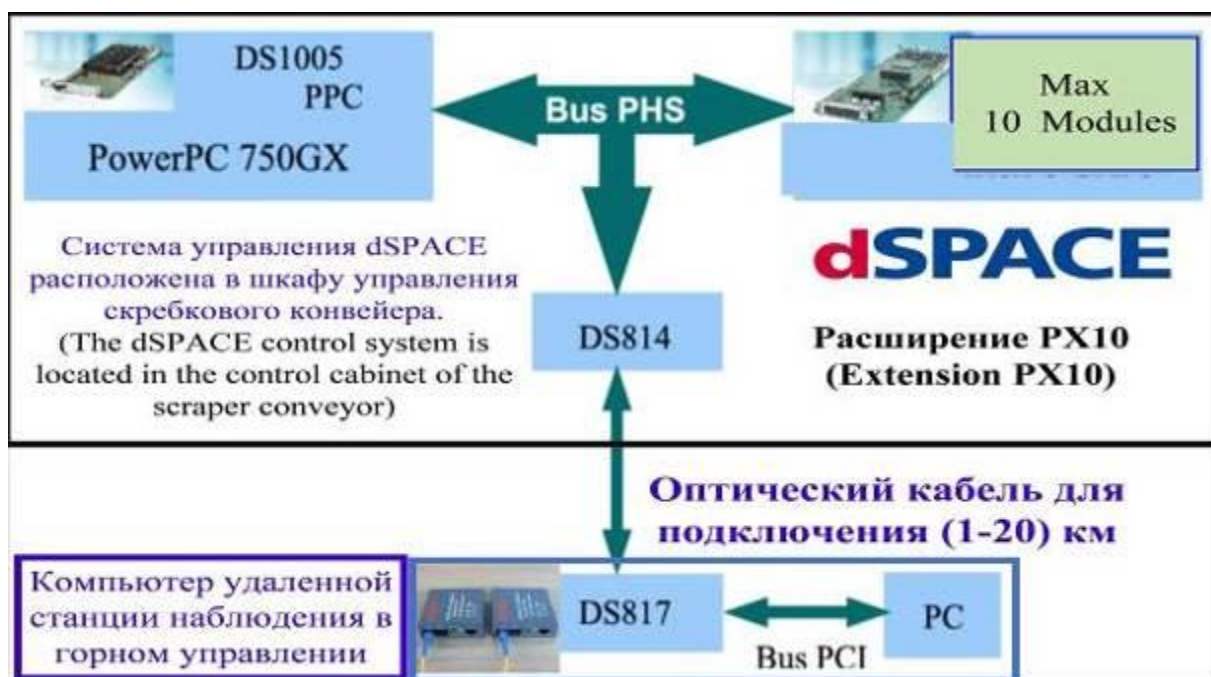 DS1005
PPC
PowerPC 750GX
Bus PHS
Max
10 Modules
Система управления dSPACE
расположена в шкафу управления
скребкового конвейера.
(The dSPACE control system is
located in the control cabinet of the
scraper conveyor)
DS814
dSPACE
Расширение PX10
(Extension PX10)
Оптический кабель для
подключения (1-20) км
Компьютер удаленной
станции наблюдения в
горном управлении
DS817
PC
Bus PCI